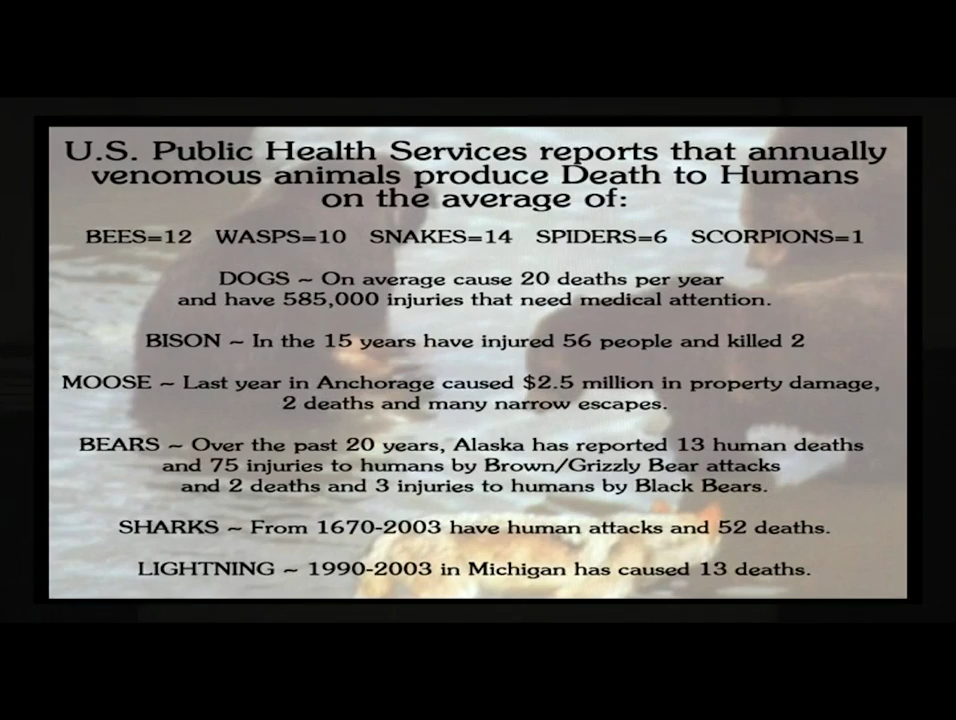 U.S. Public Health Services reports that annually
venomous animals produce Death to Humans
on the average of:
BEES=12 WASPS=10 SNAKES=14 SPIDERS=6 SCORPIONS=1
DOGS ~ On average cause 20 deaths per year
and have 585,000 injuries that need medical attention.
BISON ~ In the 15 years have injured 56 people and killed 2
MOOSE ~ Last year in Anchorage caused $2.5 million in property damage,
2 deaths and many narrow escapes.
BEARS ~ Over the past 20 years, Alaska has reported 13 human deaths
and 75 injuries to humans by Brown/Grizzly Bear attacks
and 2 deaths and 3 injuries to humans by Black Bears.
SHARKS ~ From 1670-2003 have human attacks and 52 deaths.
LIGHTNING ~ 1990-2003 in Michigan has caused 13 deaths.